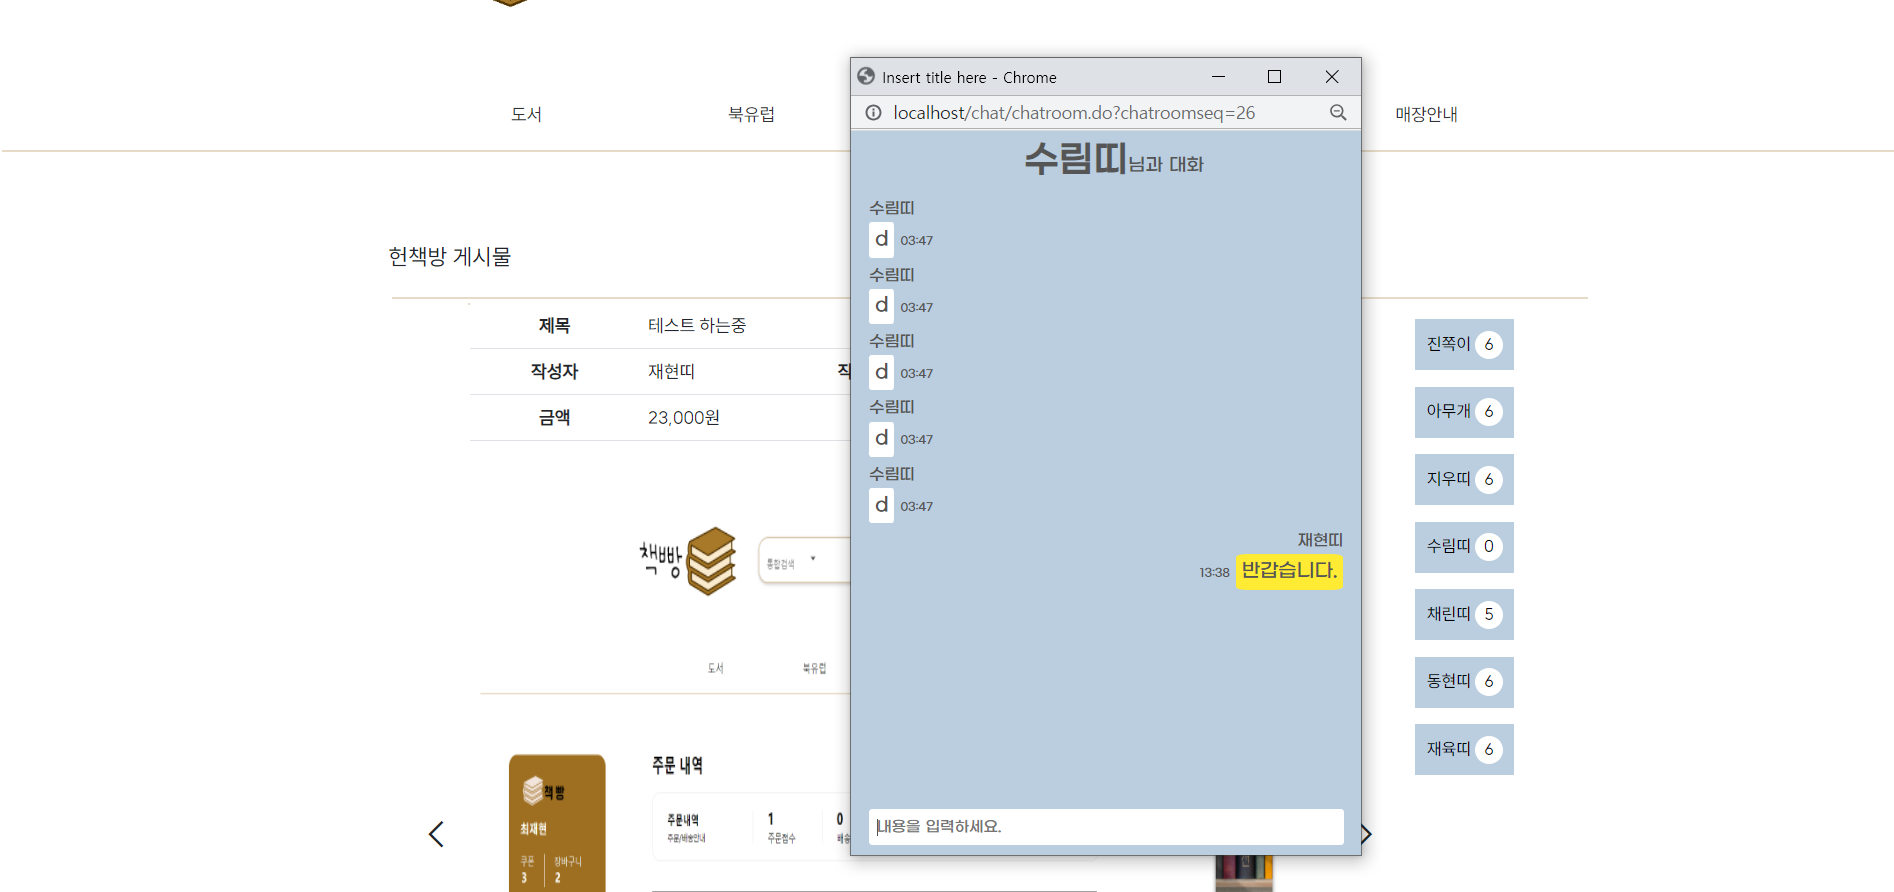 Insert title here - Chrome
localhost/chat/chatroom.do?chatroomseq=26
도서 북유럽 매장안내
수림띠님과 대화
수림띠
d 03:47
수림띠
d 03:47
수림띠
d 03:47
수림띠
d 03:47
수림띠
d 03:47
재현띠
13:38 반갑습니다.
내용을 입력하세요.
헌책방 게시물
제목 테스트 하는중
작성자 재현띠 작
금액 23,000원
책빵
통합검색
도서 북유럽
책빵
최재현
쿠폰 장바구니
3 2
주문 내역
주문내역 1 0
주문/배송안내 주문접수 배송
진쪽이 6
아무개 6
지우띠 6
수림띠 0
채린띠 5
동현띠 6
재육띠 6